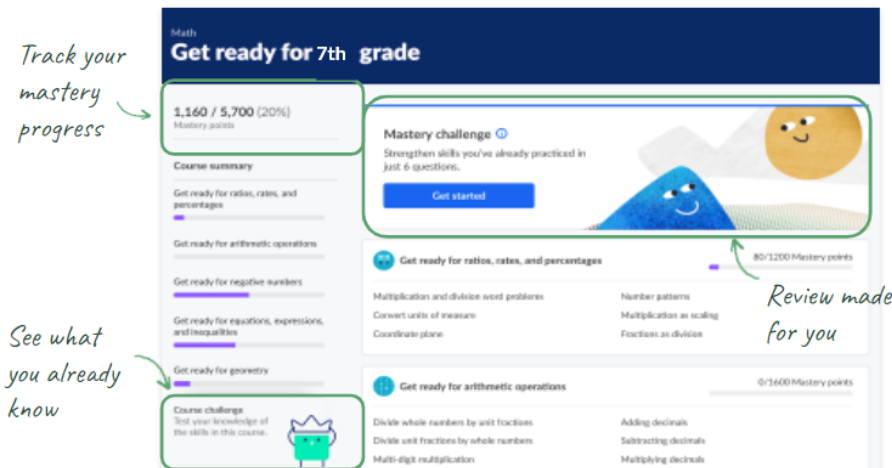 Math
Get ready for 7th grade
Track your
mastery
progress
1,160 / 5,700 (20%)
Mastery points
Course summary
Get ready for ratios, rates, and
percentages
Get ready for arithmetic operations
Get ready for negative numbers
Get ready for equations, expressions,
and inequalities
Get ready for geometry
See what
you already
know
Course challenge
Test your knowledge of
the skills in this course.
Mastery challenge
Strengthen skills you've already practiced in
just 6 questions.
Get started
Review made
for you
Get ready for ratios, rates, and percentages
80/1200 Mastery points
Multiplication and division word problems
Convert units of measure
Coordinate plane
Number patterns
Multiplication as scaling
Fractions as division
Get ready for arithmetic operations
0/1600 Mastery points
Divide whole numbers by unit fractions
Divide unit fractions by whole numbers
Multi-digit multiplication
Adding decimals
Subtracting decimals
Multiplying decimals